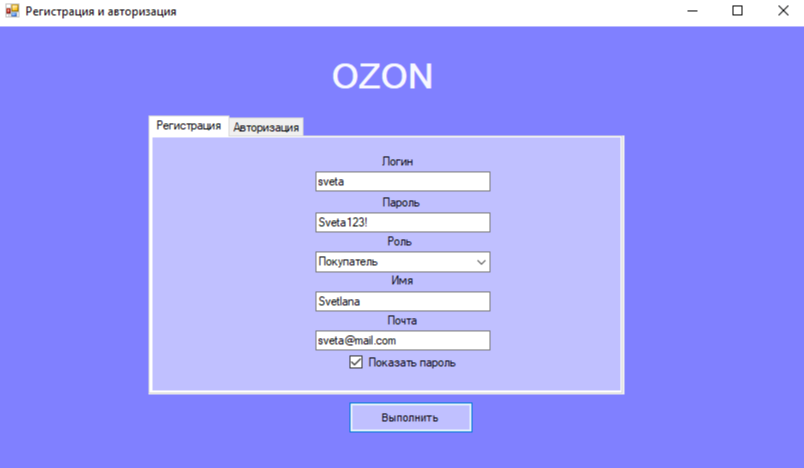 Регистрация и авторизация
OZON
Регистрация Авторизация
Логин
sveta
Пароль
Sveta123!
Роль
Покупатель
Имя
Svetlana
Почта
sveta@mail.com
Показать пароль
Выполнить